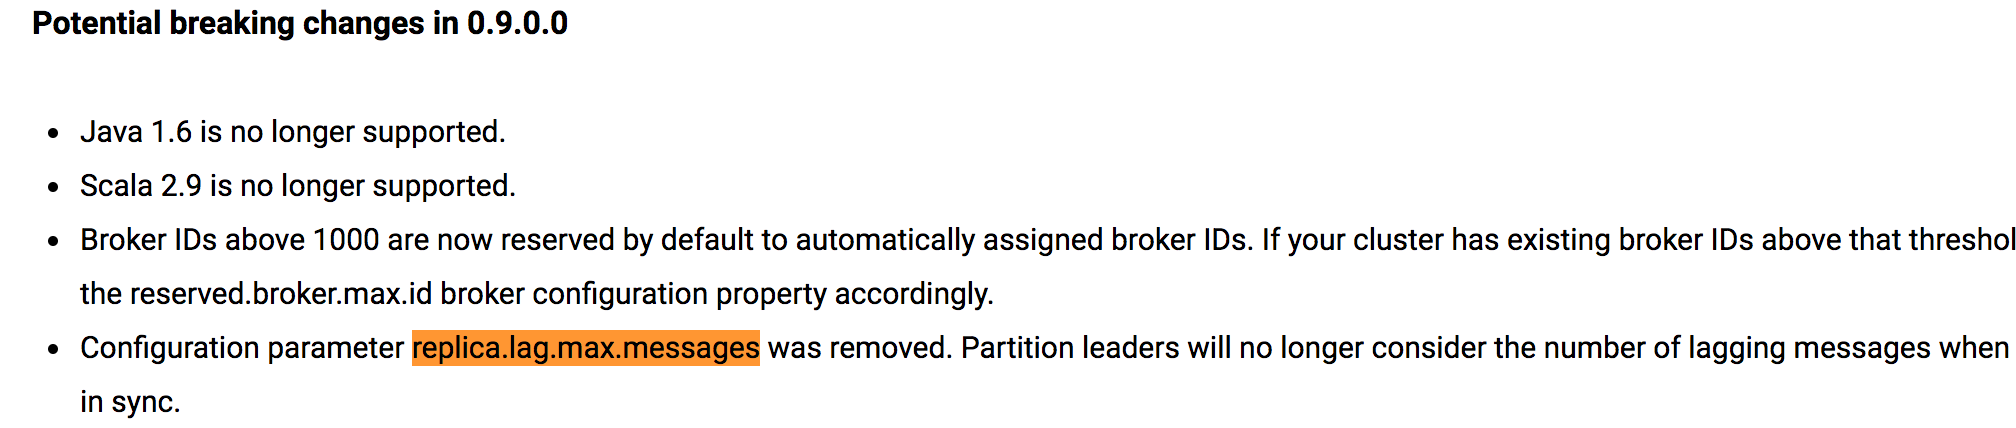 Potential breaking changes in 0.9.0.0
• Java 1.6 is no longer supported.
• Scala 2.9 is no longer supported.
• Broker IDs above 1000 are now reserved by default to automatically assigned broker IDs. If your cluster has existing broker IDs above that threshol
the reserved.broker.max.id broker configuration property accordingly.
• Configuration parameter replica.lag.max.messages was removed. Partition leaders will no longer consider the number of lagging messages when
in sync.